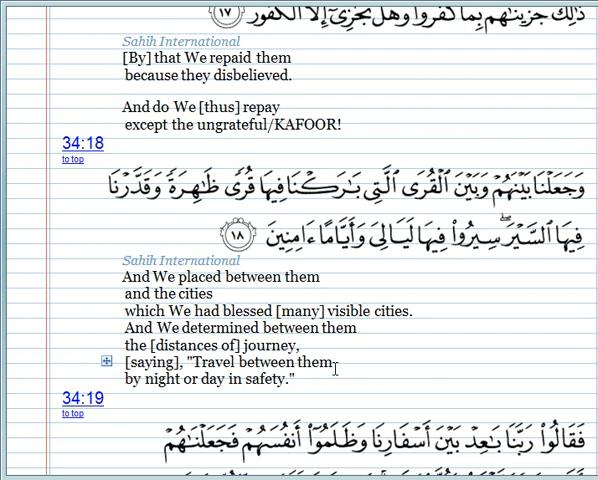 ذَٰلِكَ جَزَيْنَٰهُم بِمَا كَفَرُوا۟ وَهَلْ نُجَٰزِىٓ إِلَّا ٱلْكَفُورَ ١٧
Sahih International
[By] that We repaid them
because they disbelieved.
And do We [thus] repay
except the ungrateful/KAFOOR!
34:18
to top
وَجَعَلْنَا بَيْنَهُمْ وَبَيْنَ ٱلْقُرَى ٱلَّتِى بَٰرَكْنَا فِيهَا قُرًى ظَٰهِرَةً وَقَدَّرْنَا
فِيهَا ٱلسَّيْرَ ۖ سِيرُوا۟ فِيهَا لَيَالِىَ وَأَيَّامًا ءَامِنِينَ ١٨
Sahih International
And We placed between them
and the cities
which We had blessed [many] visible cities.
And We determined between them
the [distances of] journey,
[saying], "Travel between them
by night or day in safety."
34:19
to top
فَقَالُوا۟ رَبَّنَا بَٰعِدْ بَيْنَ أَسْفَارِنَا وَظَلَمُوٓا۟ أَنفُسَهُمْ فَجَعَلْنَٰهُمْ